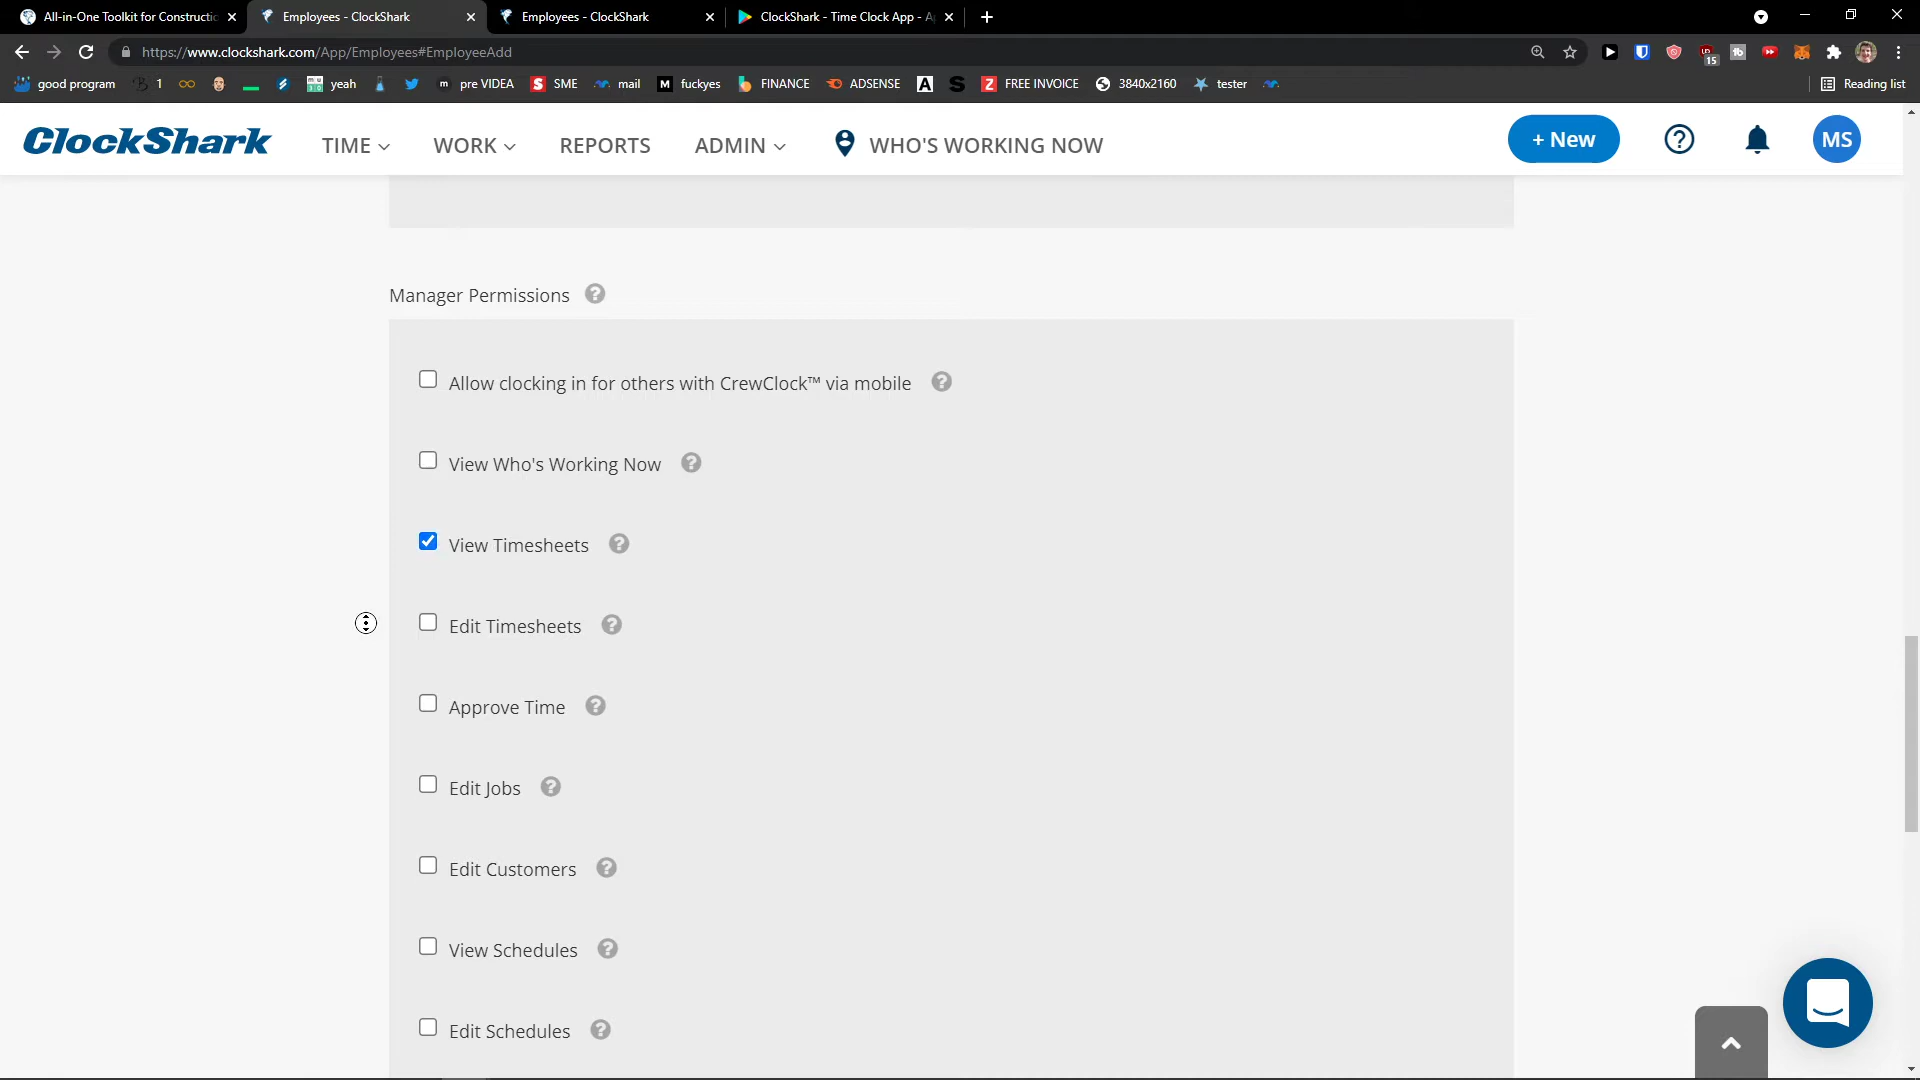 All-in-One Toolkit for Constructi
Employees - ClockShark
Employees - ClockShark
ClockShark - Time Clock App - A
https://www.clockshark.com/App/Employees#EmployeeAdd
15
good program
1
yeah
m
pre VIDEA
S
SME
mail
M
fuckyes
FINANCE
ADSENSE
A
S
Z
FREE INVOICE
3840x2160
tester
Reading list
ClockShark
TIME
WORK
REPORTS
ADMIN
WHO'S WORKING NOW
+ New
?
MS
Manager Permissions ?
Allow clocking in for others with CrewClock™ via mobile ?
View Who's Working Now ?
View Timesheets ?
Edit Timesheets ?
Approve Time ?
Edit Jobs ?
Edit Customers ?
View Schedules ?
Edit Schedules ?